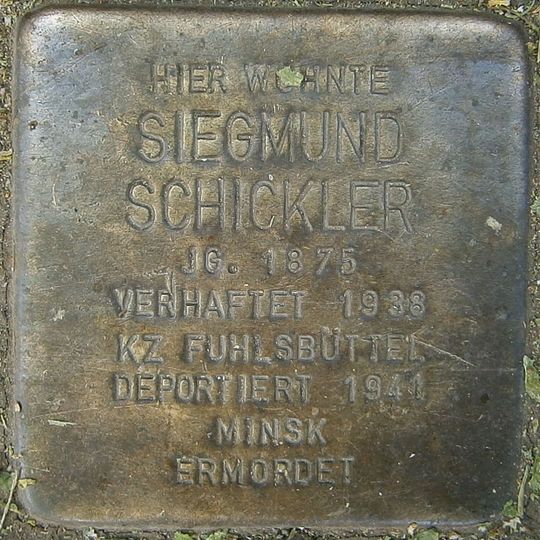 HIER WOHNTE
SIEGMUND
SCHICKLER
JG. 1875
VERHAFTET 1938
KZ FUHLSBÜTTEL
DEPORTIERT 1941
MINSK
ERMORDET